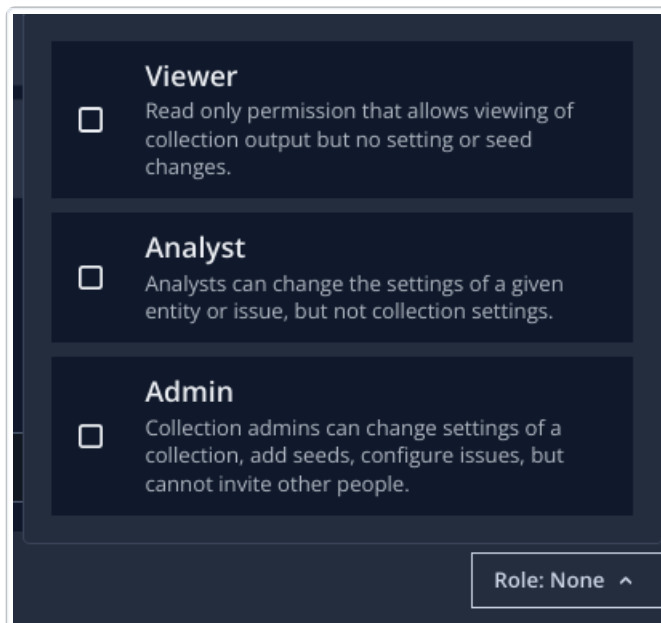 Viewer
Read only permission that allows viewing of
collection output but no setting or seed
changes.
Analyst
Analysts can change the settings of a given
entity or issue, but not collection settings.
Admin
Collection admins can change settings of a
collection, add seeds, configure issues, but
cannot invite other people.
Role: None